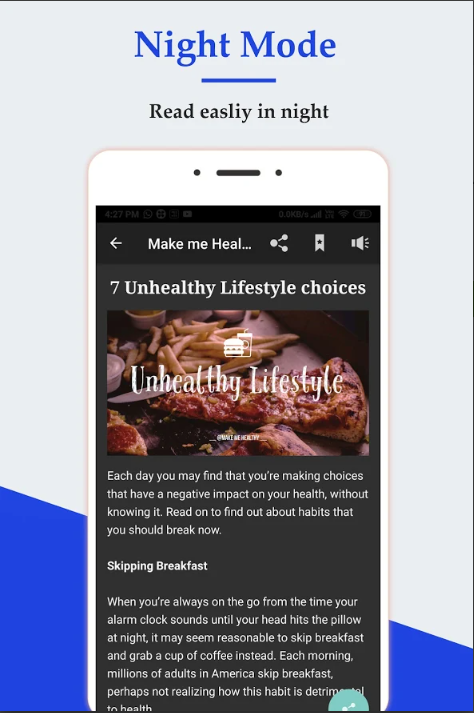 Night Mode
Read easliy in night
4:27 PM
0.0KB/s
Make me Heal...
7 Unhealthy Lifestyle choices
Unhealthy Lifestyle
@MAKE ME HEALTHY
Each day you may find that you're making choices
that have a negative impact on your health, without
knowing it. Read on to find out about habits that
you should break now.
Skipping Breakfast
When you're always on the go from the time your
alarm clock sounds until your head hits the pillow
at night, it may seem reasonable to skip breakfast
and grab a cup of coffee instead. Each morning,
millions of adults in America skip breakfast,
perhaps not realizing how this habit is detrimental
to health